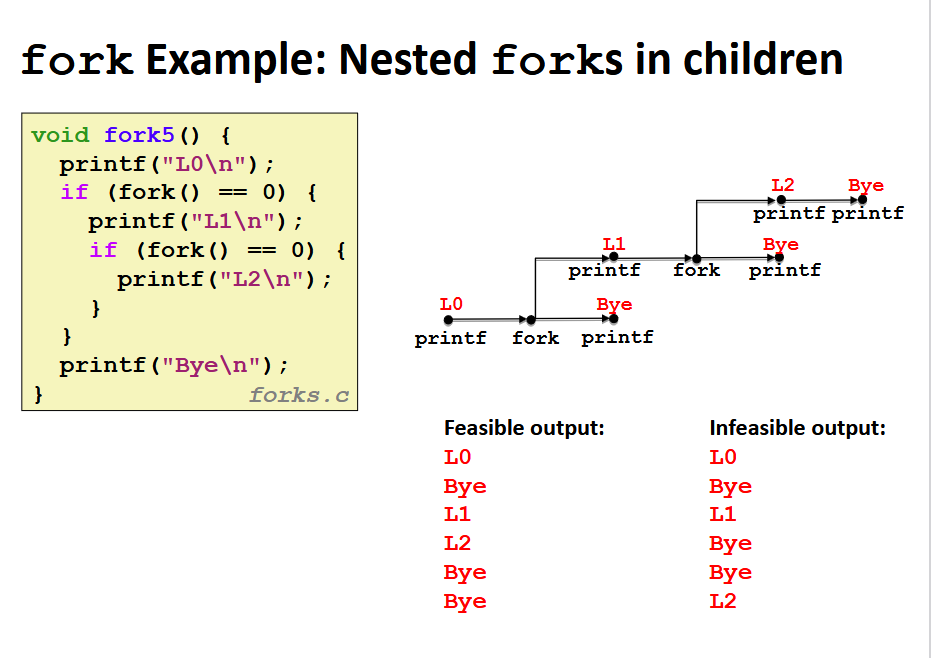 fork Example: Nested forks in children
void fork5() {
  printf("L0\n");
  if (fork() == 0) {
    printf("L1\n");
    if (fork() == 0) {
      printf("L2\n");
    }
  }
  printf("Bye\n");
}
forks.c
L2 Bye
printf printf
L1 Bye
printf fork printf
L0 Bye
printf fork printf
Feasible output:
L0
Bye
L1
L2
Bye
Bye
Infeasible output:
L0
Bye
L1
Bye
Bye
L2